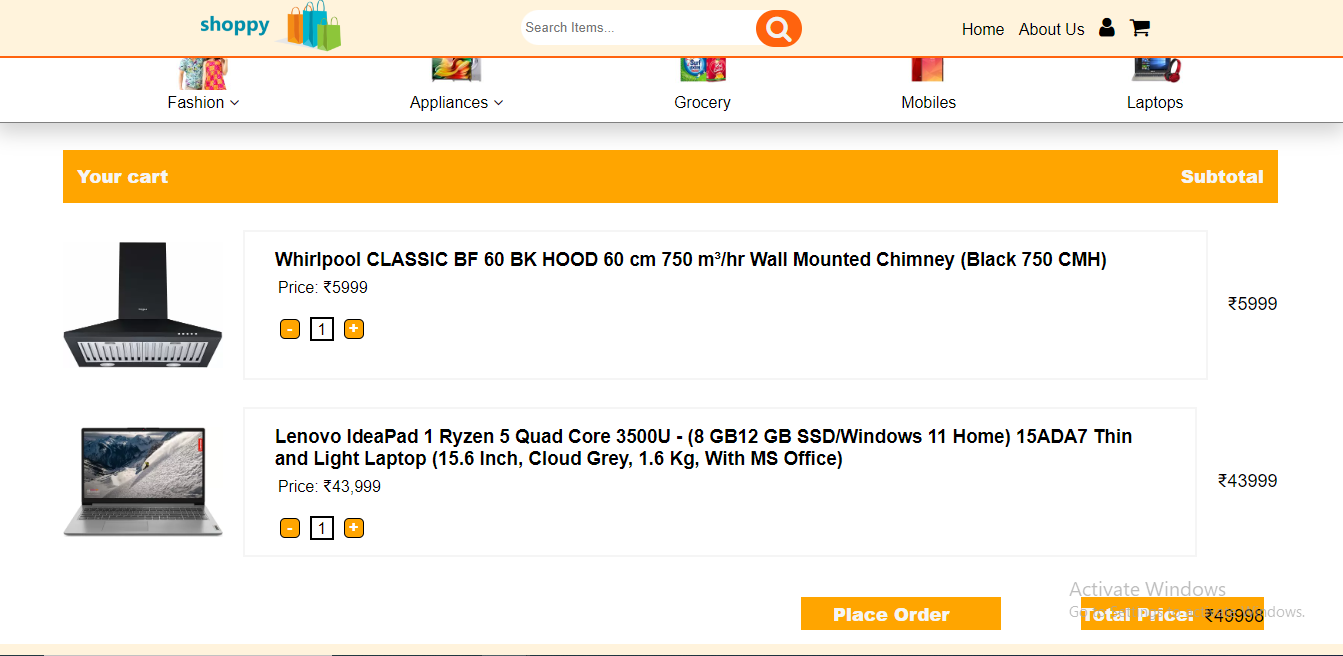 shoppy
Search Items...
Home About Us
Fashion
Appliances
Grocery
Mobiles
Laptops
Your cart
Subtotal
Whirlpool CLASSIC BF 60 BK HOOD 60 cm 750 m³/hr Wall Mounted Chimney (Black 750 CMH)
Price: ₹5999
- 1 +
₹5999
Lenovo IdeaPad 1 Ryzen 5 Quad Core 3500U - (8 GB12 GB SSD/Windows 11 Home) 15ADA7 Thin
and Light Laptop (15.6 Inch, Cloud Grey, 1.6 Kg, With MS Office)
Price: ₹43,999
- 1 +
₹43999
Activate Windows
Place Order
Total Price: ₹49998